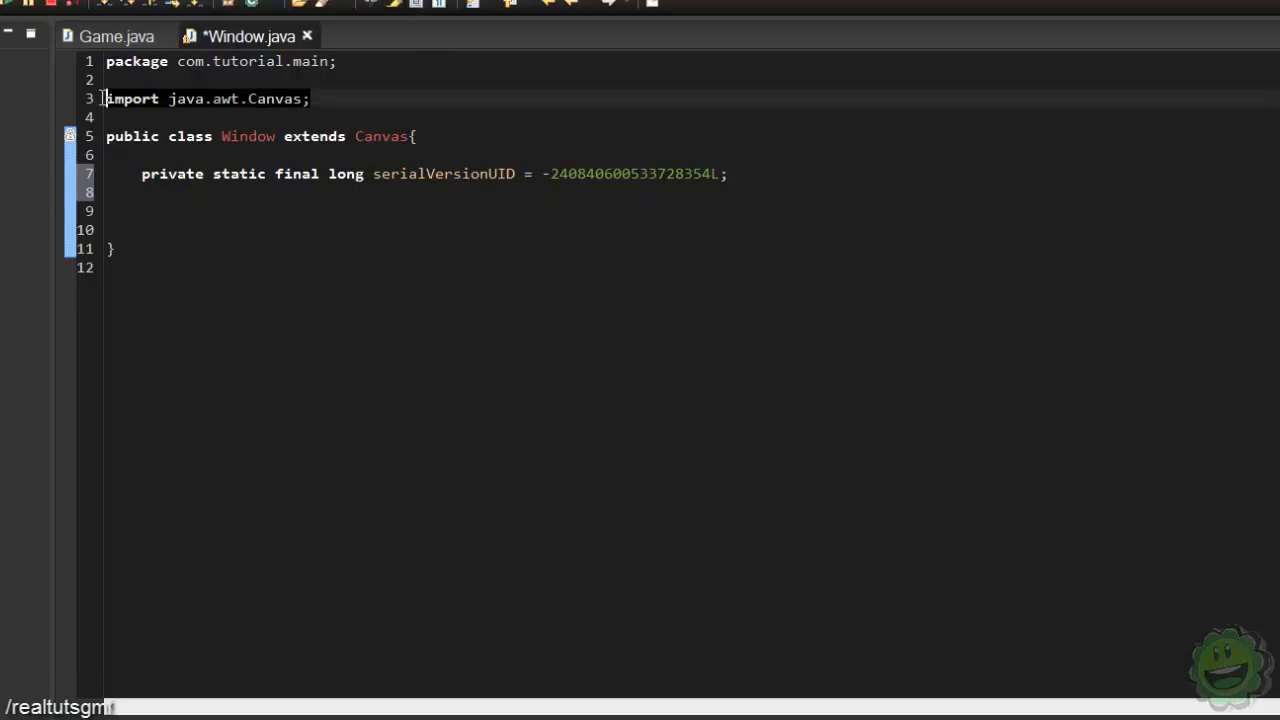 Game.java *Window.java
1 package com.tutorial.main;
2
3 import java.awt.Canvas;
4
5 public class Window extends Canvas{
6
7 private static final long serialVersionUID = -240840600533728354L;
8
9
10
11 }
12
/realtutsgm